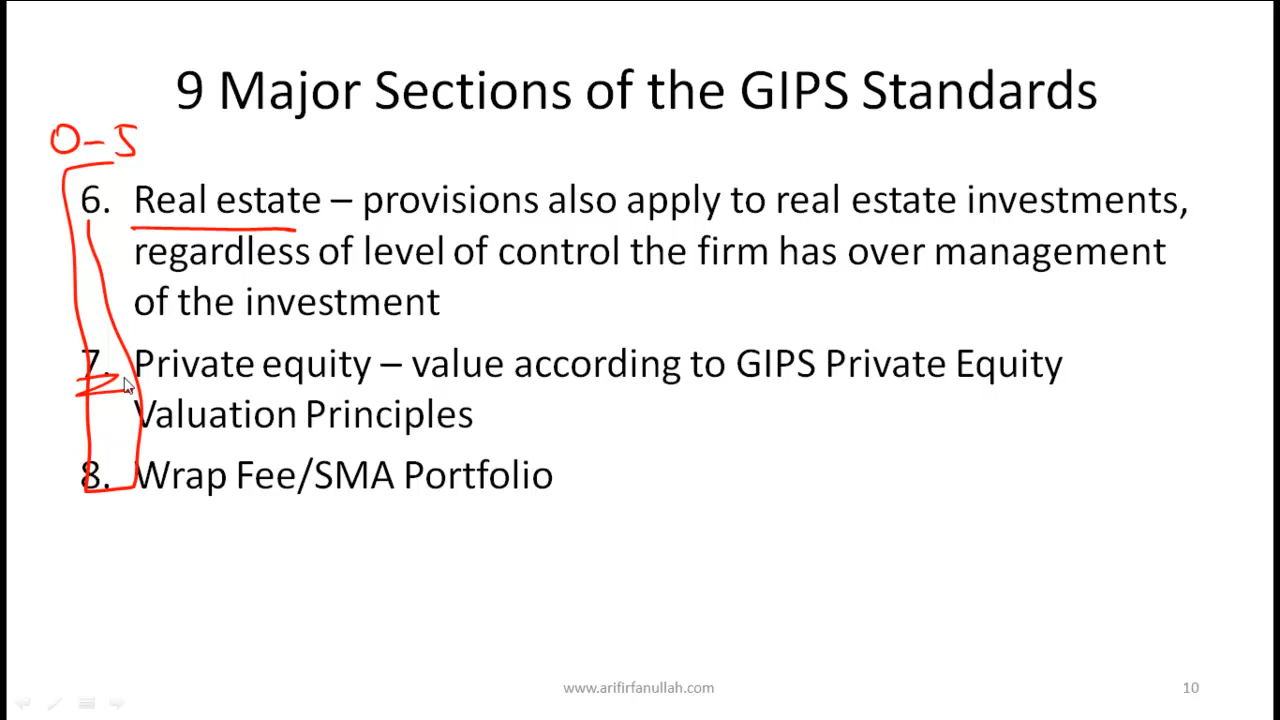 9 Major Sections of the GIPS Standards
0-5
6. Real estate – provisions also apply to real estate investments,
regardless of level of control the firm has over management
of the investment
7. Private equity – value according to GIPS Private Equity
Valuation Principles
8. Wrap Fee/SMA Portfolio
www.arifirfanullah.com
10